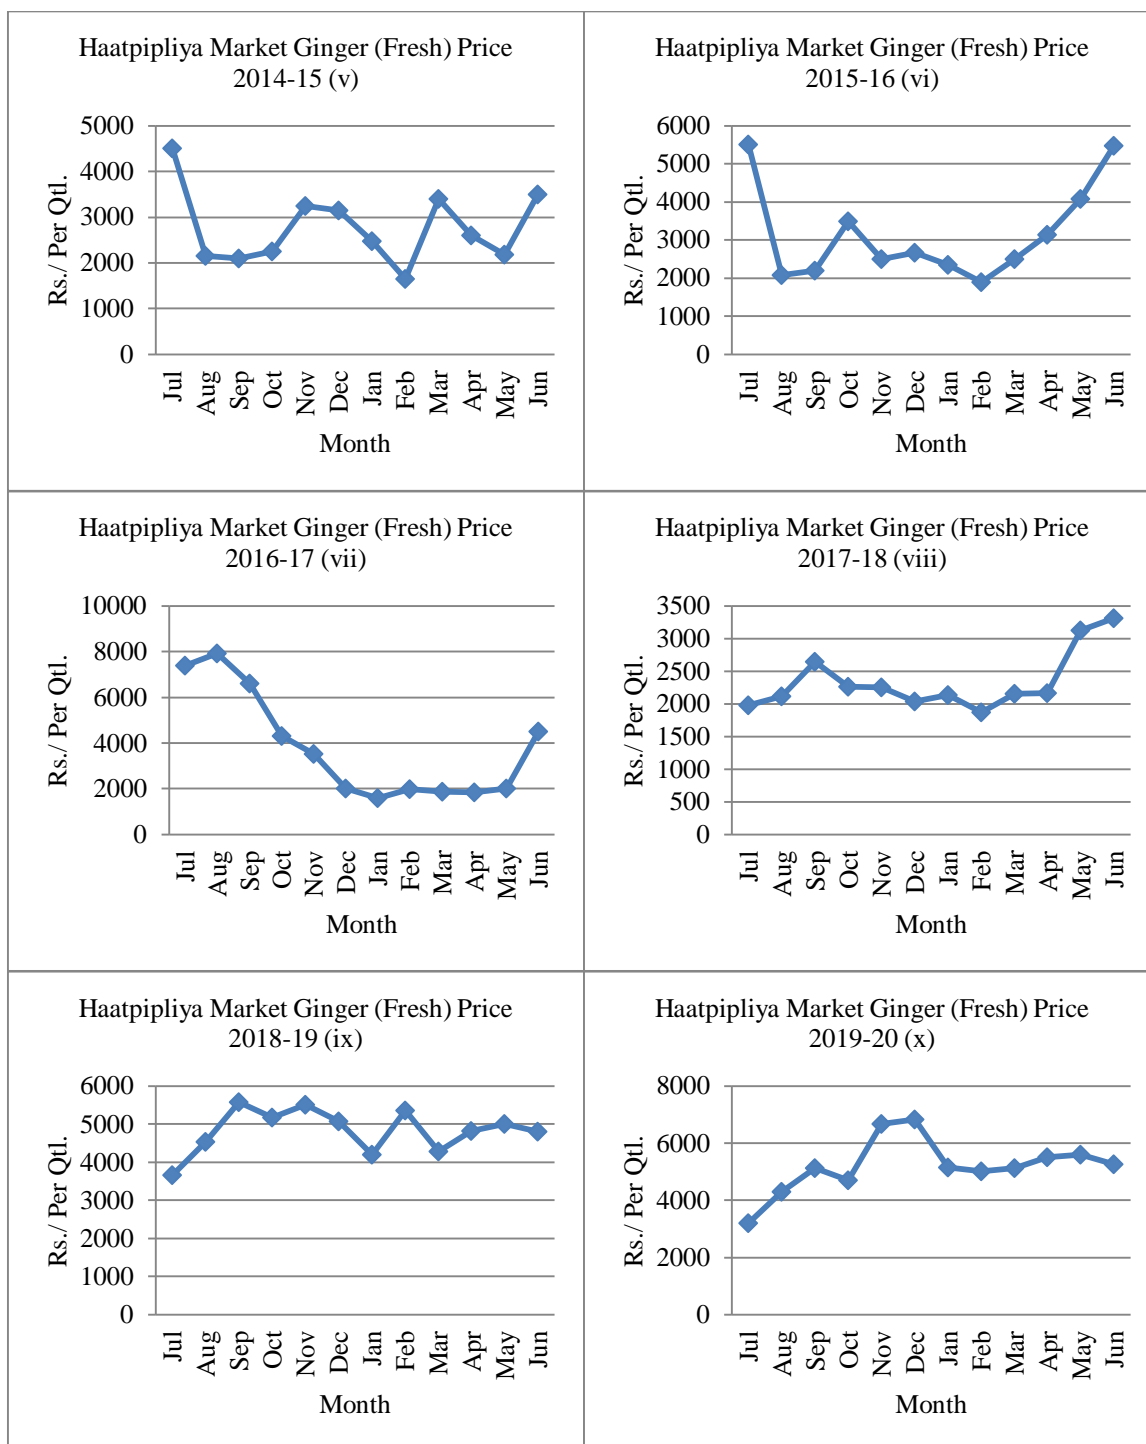 Haatpipliya Market Ginger (Fresh) Price
2014-15 (v)
5000
4000
3000
2000
1000
0
Rs./ Per Qtl.
Jul
Aug
Sep
Oct
Nov
Dec
Jan
Feb
Mar
Apr
May
Jun
Month
Haatpipliya Market Ginger (Fresh) Price
2015-16 (vi)
6000
5000
4000
3000
2000
1000
0
Rs./ Per Qtl.
Jul
Aug
Sep
Oct
Nov
Dec
Jan
Feb
Mar
Apr
May
Jun
Month
Haatpipliya Market Ginger (Fresh) Price
2016-17 (vii)
10000
8000
6000
4000
2000
0
Rs./ Per Qtl.
Jul
Aug
Sep
Oct
Nov
Dec
Jan
Feb
Mar
Apr
May
Jun
Month
Haatpipliya Market Ginger (Fresh) Price
2017-18 (viii)
3500
3000
2500
2000
1500
1000
500
0
Rs./ Per Qtl.
Jul
Aug
Sep
Oct
Nov
Dec
Jan
Feb
Mar
Apr
May
Jun
Month
Haatpipliya Market Ginger (Fresh) Price
2018-19 (ix)
6000
5000
4000
3000
2000
1000
0
Rs./ Per Qtl.
Jul
Aug
Sep
Oct
Nov
Dec
Jan
Feb
Mar
Apr
May
Jun
Month
Haatpipliya Market Ginger (Fresh) Price
2019-20 (x)
8000
6000
4000
2000
0
Rs./ Per Qtl.
Jul
Aug
Sep
Oct
Nov
Dec
Jan
Feb
Mar
Apr
May
Jun
Month